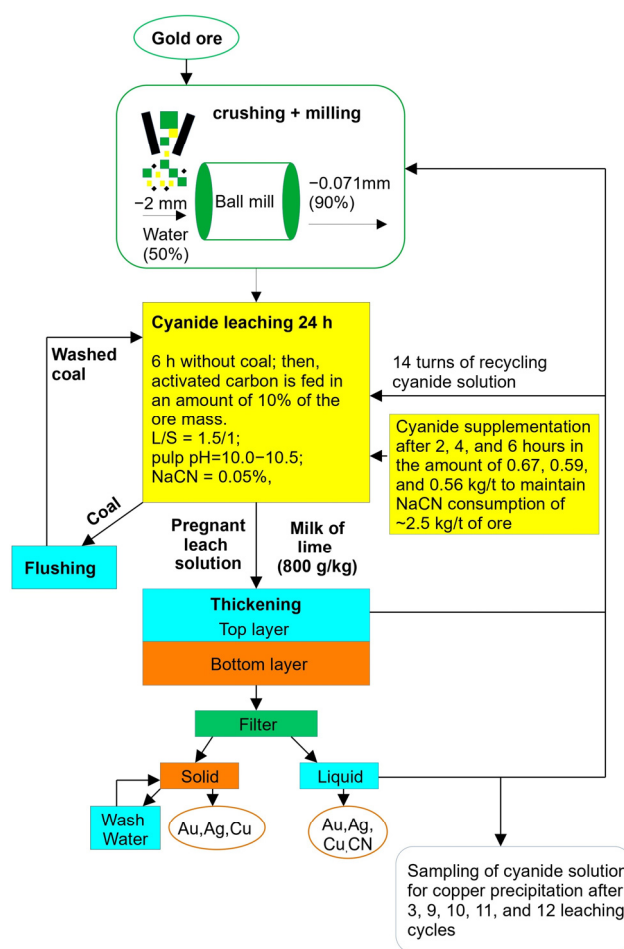 Gold ore
crushing + milling
−2 mm
Water
(50%)
Ball mill
−0.071mm
(90%)
Cyanide leaching 24 h
6 h without coal; then,
activated carbon is fed in
an amount of 10% of the
ore mass.
L/S = 1.5/1;
pulp pH=10.0−10.5;
NaCN = 0.05%,
Washed
coal
14 turns of recycling
cyanide solution
Cyanide supplementation
after 2, 4, and 6 hours in
the amount of 0.67, 0.59,
and 0.56 kg/t to maintain
NaCN consumption of
~2.5 kg/t of ore
Coal
Flushing
Pregnant
leach
solution
Milk of
lime
(800 g/kg)
Thickening
Top layer
Bottom layer
Filter
Solid
Liquid
Wash
Water
Au,Ag,Cu
Au,Ag,
Cu,CN
Sampling of cyanide solution
for copper precipitation after
3, 9, 10, 11, and 12 leaching
cycles